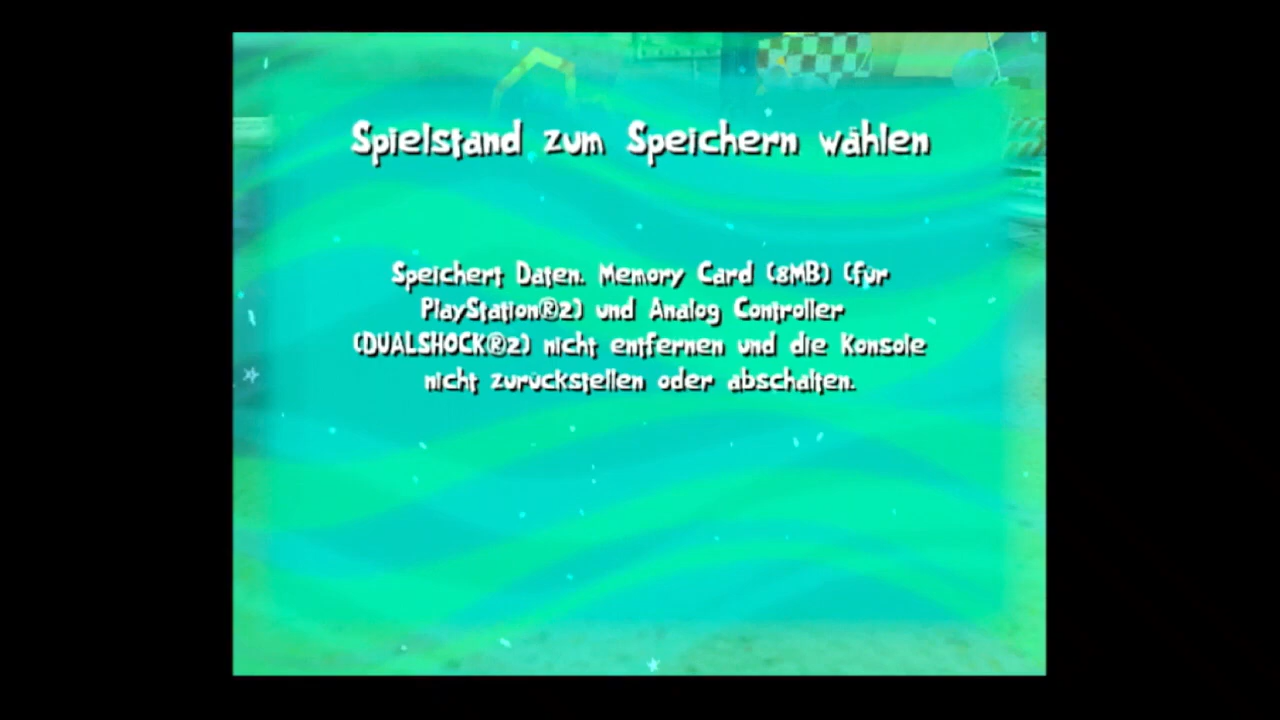 Spielstand zum Speichern wählen
Speichert Daten. Memory Card (8MB) (für
PlayStation®2) und Analog Controller
(DUALSHOCK®2) nicht entfernen und die Konsole
nicht zurückstellen oder abschalten.